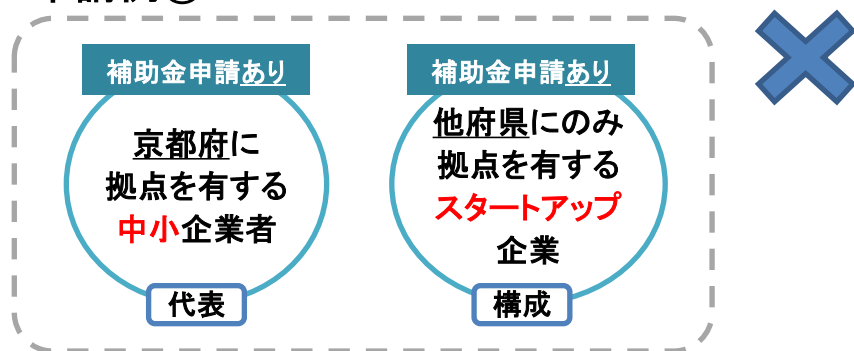 補助金申請あり
京都府に
拠点を有する
中小企業者
代表
補助金申請あり
他府県にのみ
拠点を有する
スタートアップ
企業
構成